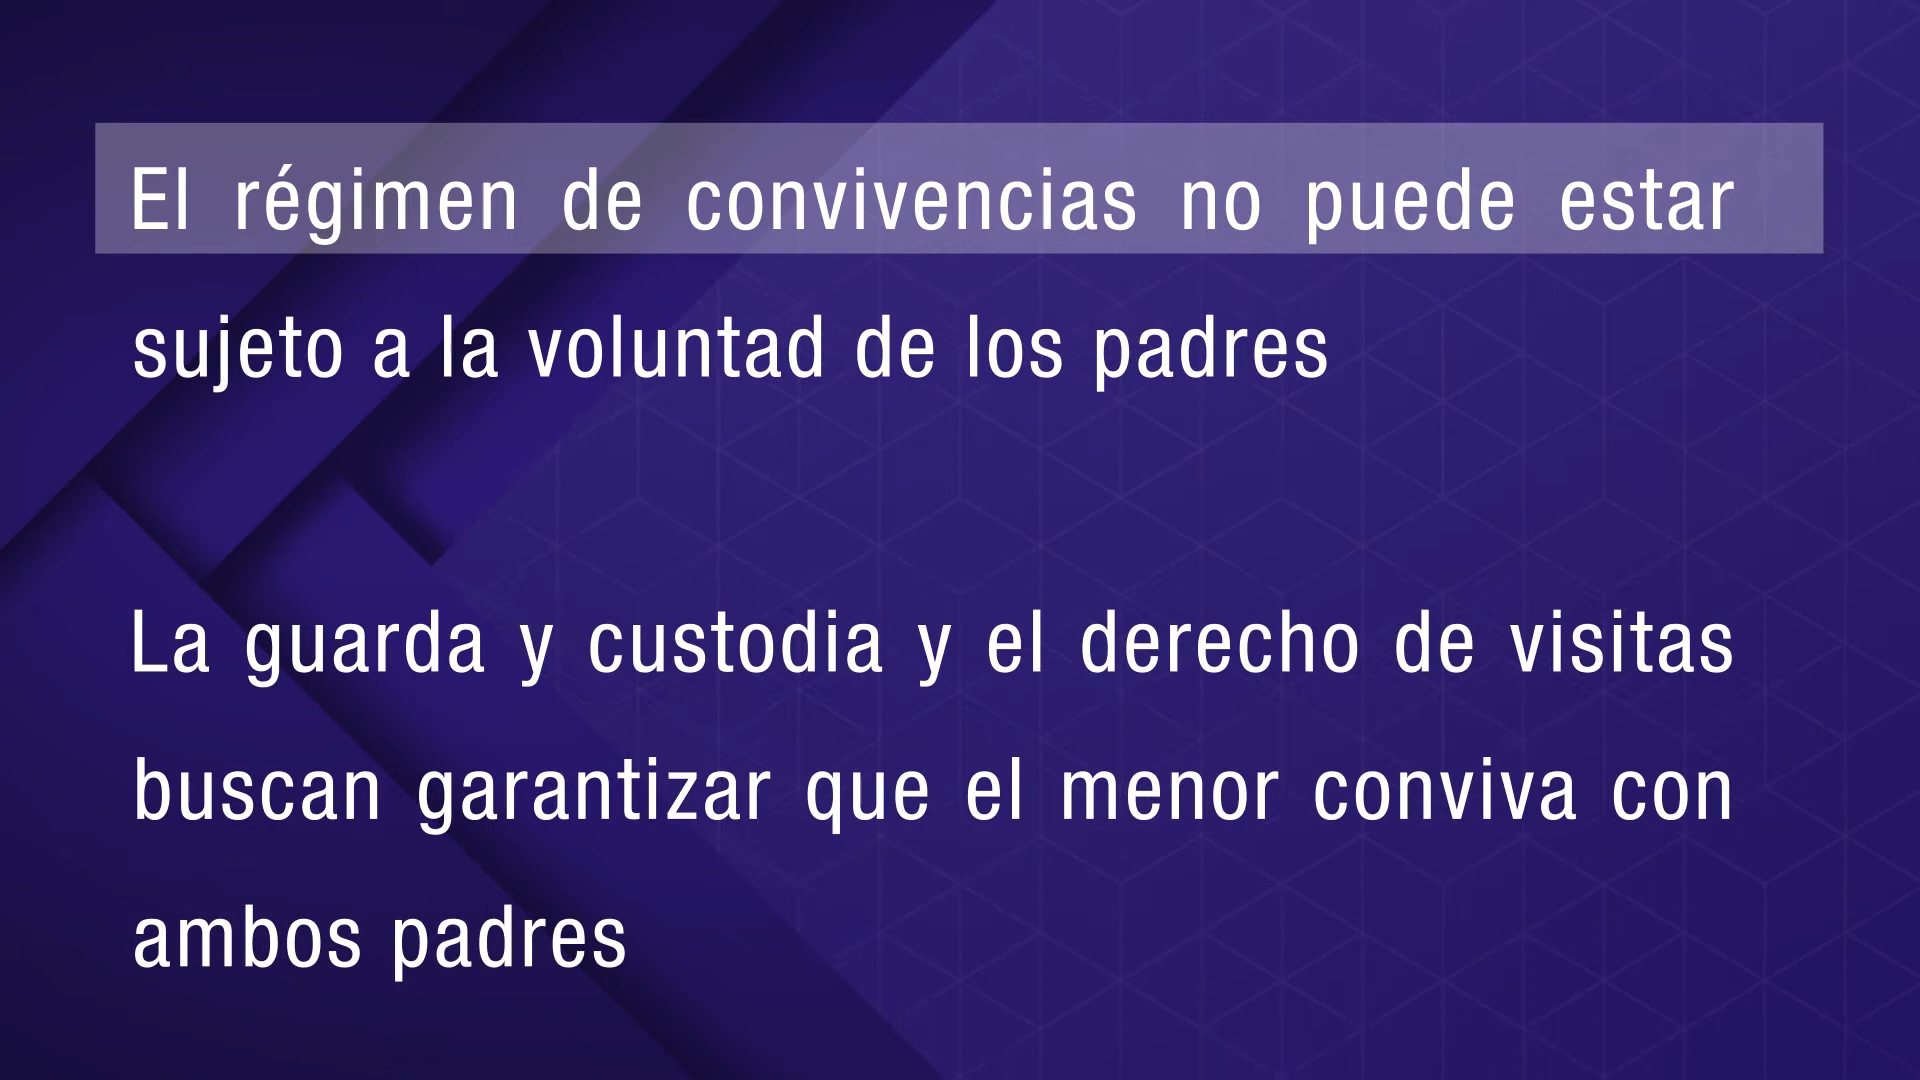 El régimen de convivencias no puede estar
sujeto a la voluntad de los padres
La guarda y custodia y el derecho de visitas
buscan garantizar que el menor conviva con
ambos padres